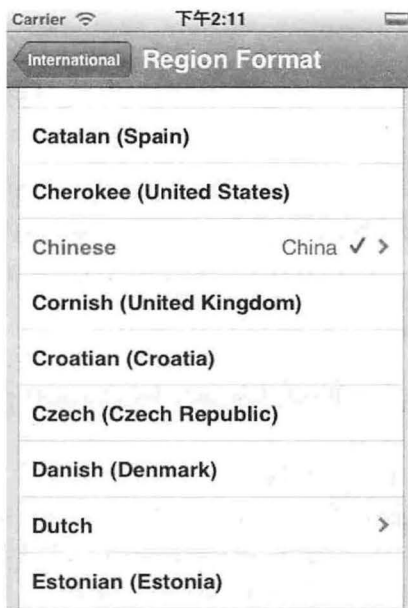 Carrier 下午2:11
International Region Format
Catalan (Spain)
Cherokee (United States)
Chinese China ✓ >
Cornish (United Kingdom)
Croatian (Croatia)
Czech (Czech Republic)
Danish (Denmark)
Dutch >
Estonian (Estonia)